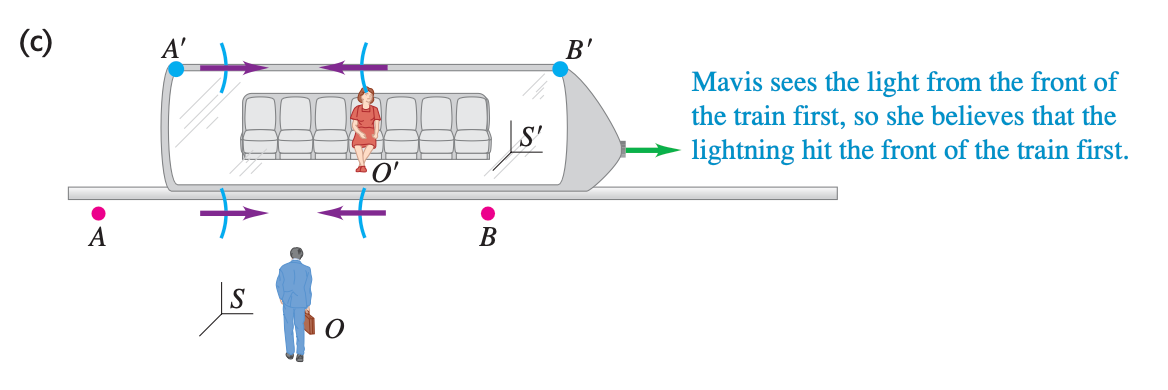 (c)
A′
B′
Mavis sees the light from the front of
the train first, so she believes that the
lightning hit the front of the train first.
S′
O′
A
B
S
O